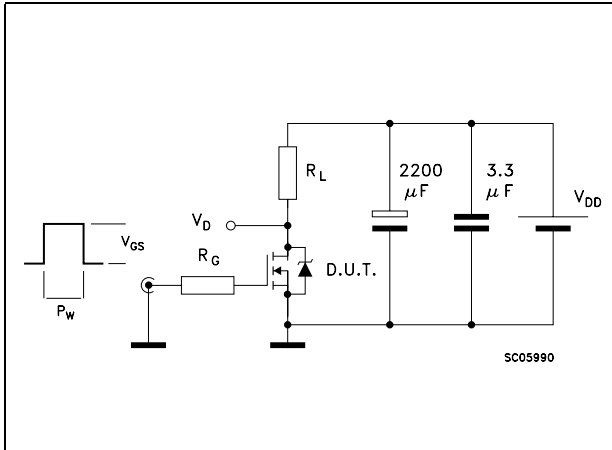 R_L
2200 μF
3.3 μF
V_DD
V_D
V_GS
R_G
D.U.T.
P_W
SC05990